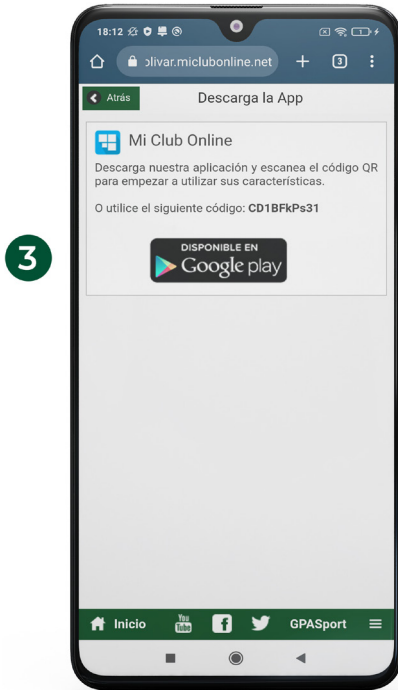 18:12
olivar.miclubonline.net
3
Atrás
Descarga la App
Mi Club Online
Descarga nuestra aplicación y escanea el código QR
para empezar a utilizar sus características.
O utilice el siguiente código: CD1BFkPs31
3
DISPONIBLE EN
Google play
Inicio
You
Tube
f
GPASport